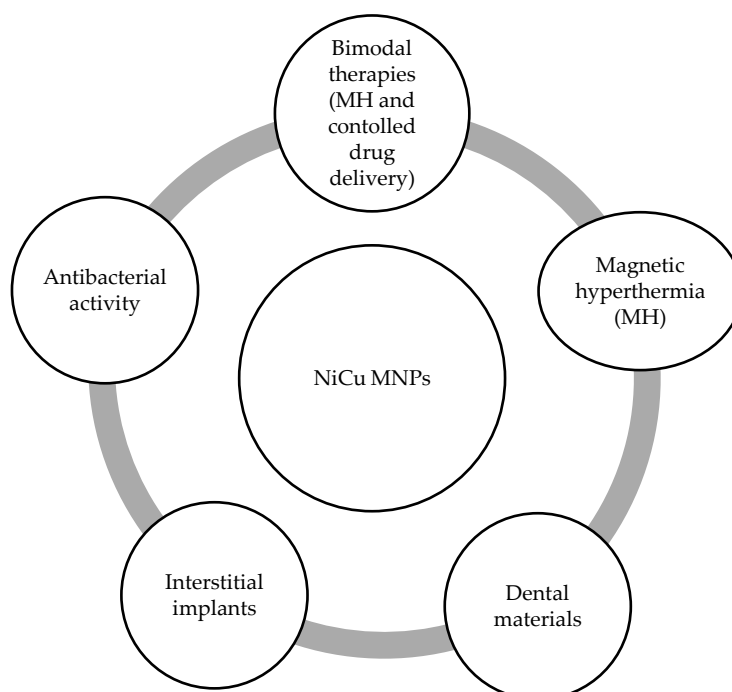 Bimodal
therapies
(MH and
contolled
drug
delivery)
Magnetic
hyperthermia
(MH)
Antibacterial
activity
NiCu MNPs
Interstitial
implants
Dental
materials